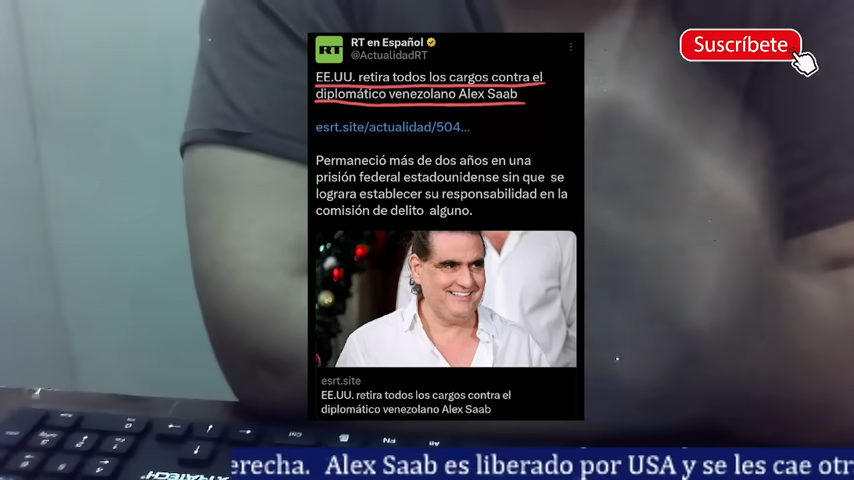 RT
RT en Español
@ActualidadRT
Suscríbete
EE.UU. retira todos los cargos contra el
diplomático venezolano Alex Saab
esrt.site/actualidad/504...
Permaneció más de dos años en una
prisión federal estadounidense sin que se
lograra establecer su responsabilidad en la
comisión de delito alguno.
esrt.site
EE.UU. retira todos los cargos contra el
diplomático venezolano Alex Saab
erecha. Alex Saab es liberado por USA y se les cae otr